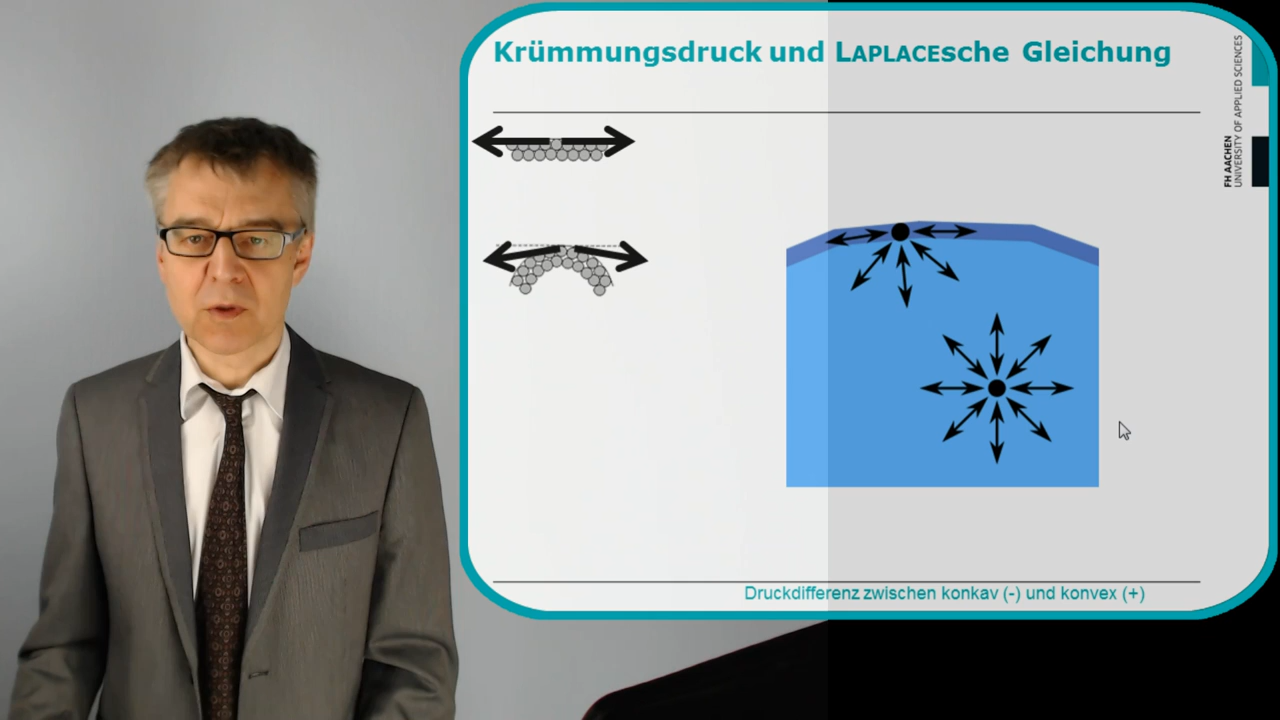 Krümmungsdruck und LAPLACEsche Gleichung
FH AACHEN
UNIVERSITY OF APPLIED SCIENCES
Druckdifferenz zwischen konkav (-) und konvex (+)